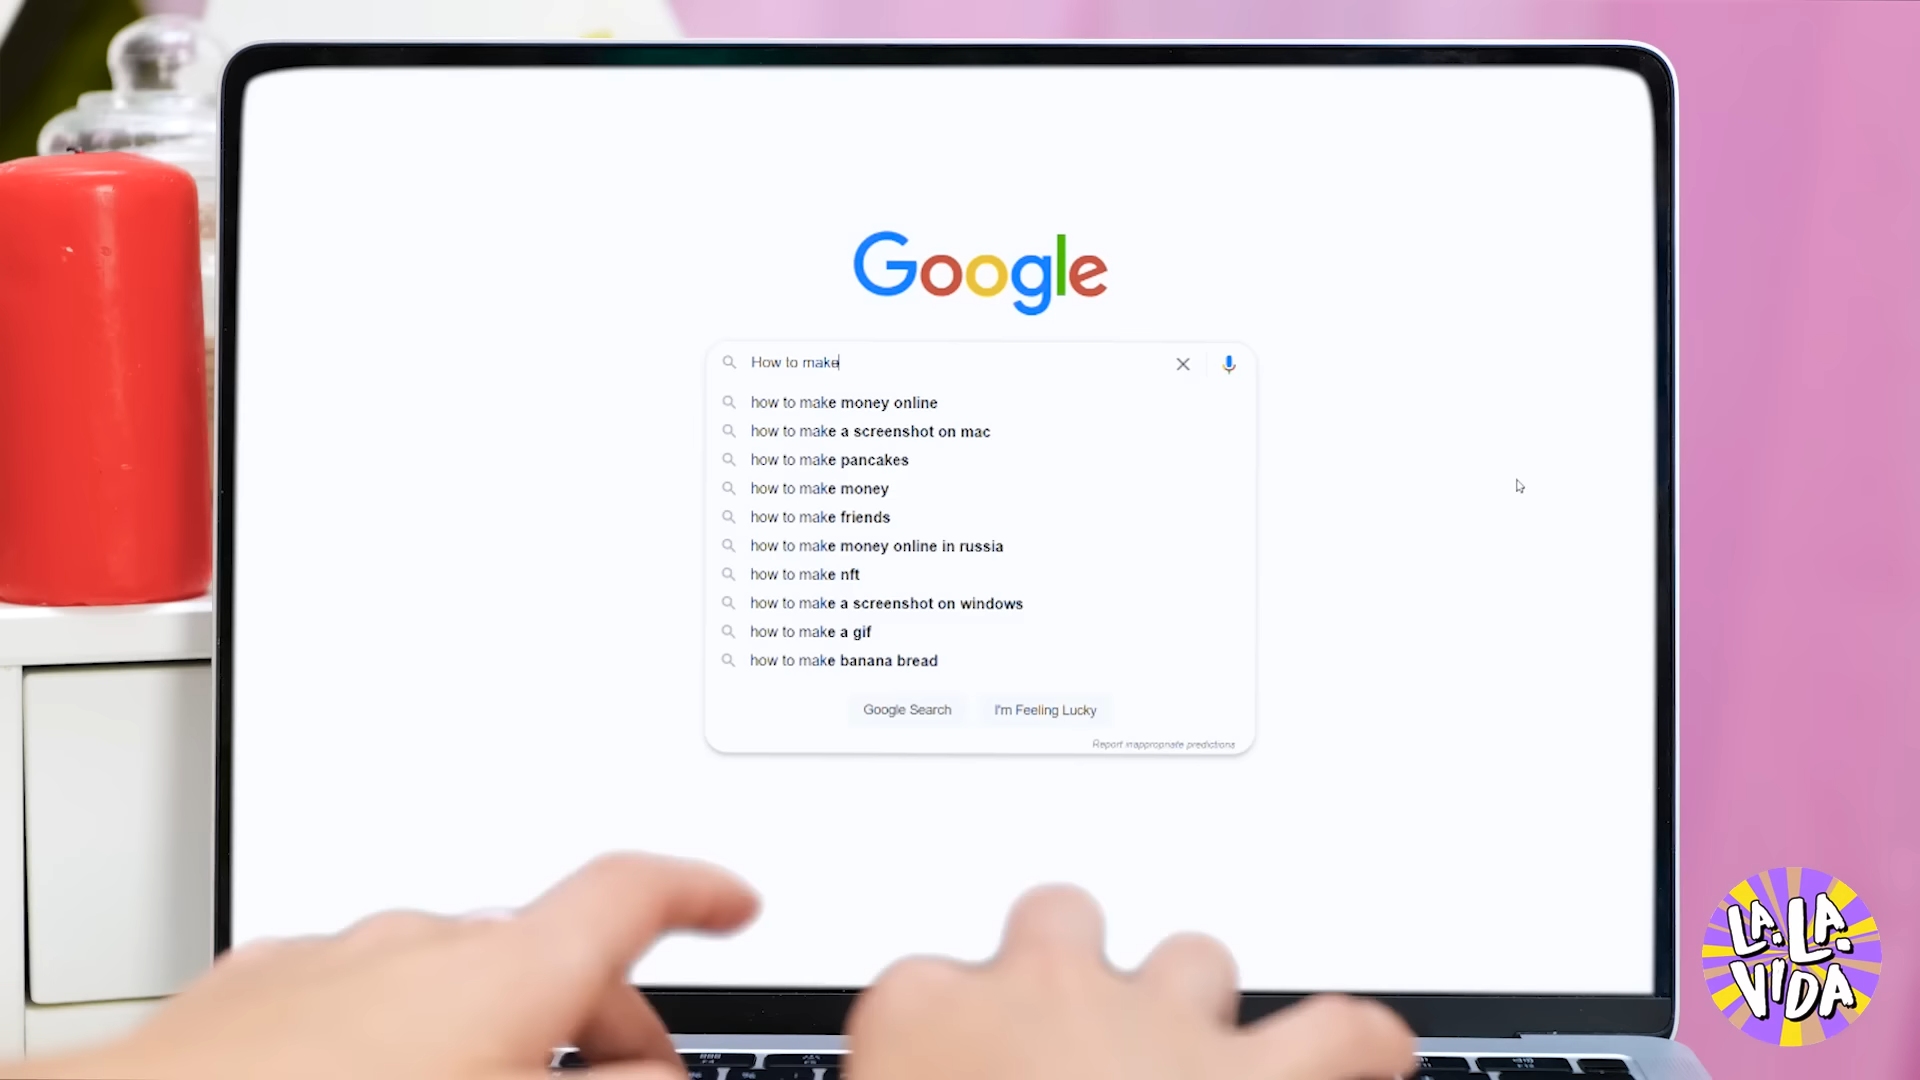 Google
How to make
how to make money online
how to make a screenshot on mac
how to make pancakes
how to make money
how to make friends
how to make money online in russia
how to make nft
how to make a screenshot on windows
how to make a gif
how to make banana bread
Google Search
I'm Feeling Lucky
Report inappropriate predictions
LA.LA.
VIDA